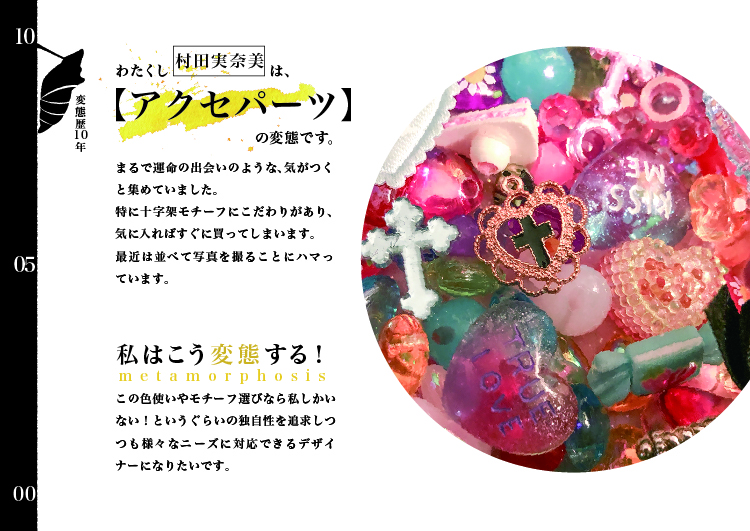 10
変態歴10年
わたくし村田実奈美は、
【アクセパーツ】
の変態です。
まるで運命の出会いのような、気がつく
と集めていました。
特に十字架モチーフにこだわりがあり、
気に入ればすぐに買ってしまいます。
最近は並べて写真を撮ることにハマっ
ています。
05
私はこう変態する！
metamorphosis
この色使いやモチーフ選びなら私しかい
ない！というぐらいの独自性を追求しつ
つも様々なニーズに対応できるデザイ
ナーになりたいです。
00
KISS
ME
TRUE
LOVE